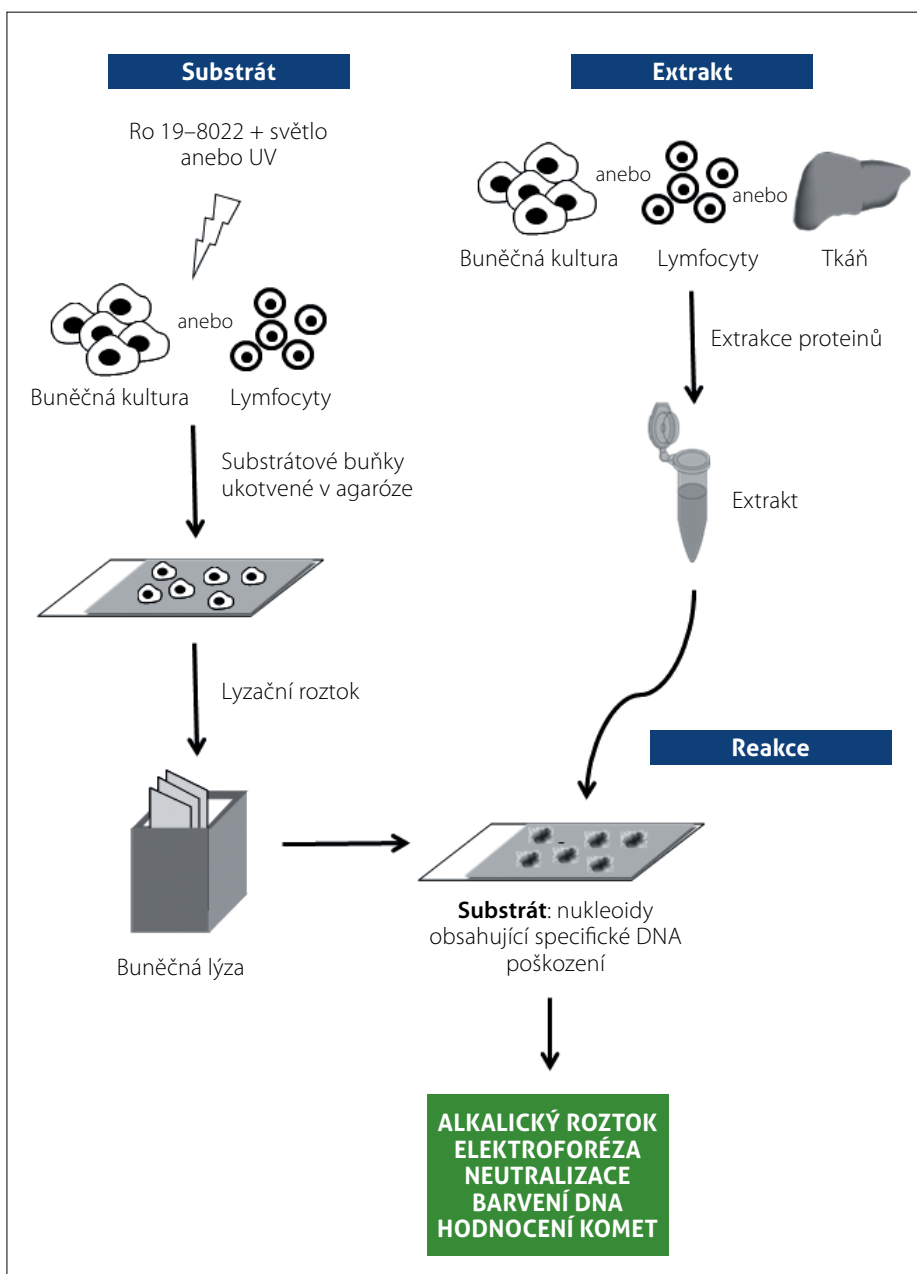 Substrát
Ro 19–8022 + světlo
anebo UV
anebo
Buněčná kultura
Lymfocyty
Substrátové buňky
ukotvené v agaróze
Lyzační roztok
Buněčná lýza
Extrakt
anebo
anebo
Buněčná kultura
Lymfocyty
Tkáň
Extrakce proteinů
Extrakt
Reakce
Substrát: nukleoidy
obsahující specifické DNA
poškození
ALKALICKÝ ROZTOK
ELEKTROFORÉZA
NEUTRALIZACE
BARVENÍ DNA
HODNOCENÍ KOMET